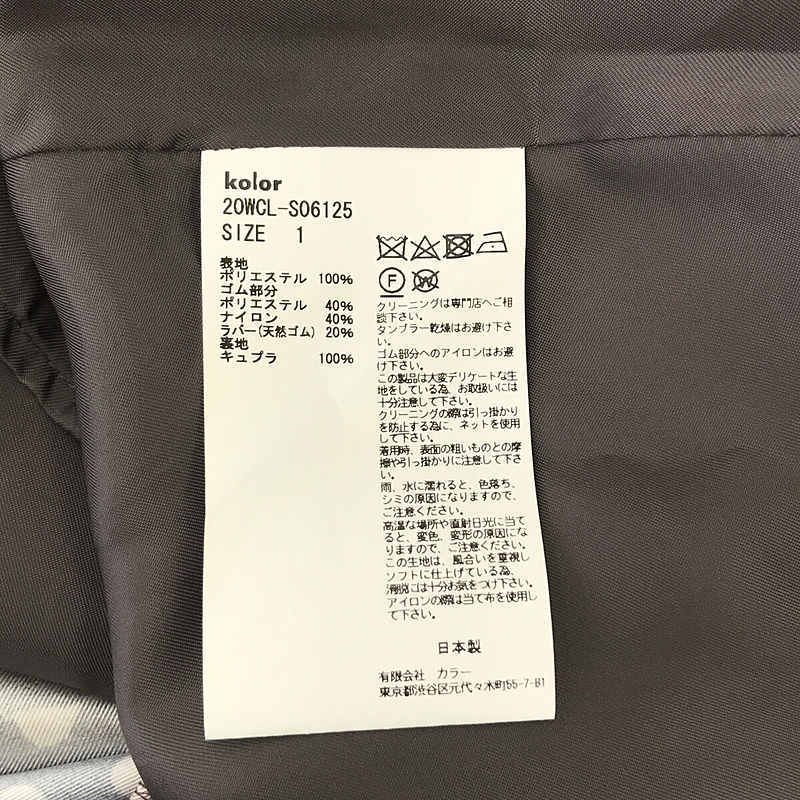 kolor
20WCL-S06125
SIZE 1
表地
ポリエステル 100%
ゴム部分
ポリエステル 40%
ナイロン 40%
ラバー(天然ゴム) 20%
裏地
キュプラ 100%
F
W
クリーニングは専門店へご相
談下さい。
タンブラー乾燥はお避け下さ
い。
ゴム部分へのアイロンはお避
け下さい。
この製品は大変デリケートな生
地をしている為、お取扱いには
十分注意して下さい。
クリーニングの際は引っ掛かり
を防止する為に、ネットを使用
して下さい。
着用時、表面の粗いものとの摩
擦や引っ掛かりに注意して下さ
い。
雨、水に濡れると、色落ち、
シミの原因になりますので、
ご注意下さい。
高温な場所や直射日光に当て
ると、変色、変形の原因にな
りますので、ご注意下さい。
この生地は、風合いを重視し
ソフトに仕上げている為、
滑脱には十分お気をつけ下さい。
アイロンの際は当て布を使用し
て下さい。
日本製
有限会社 カラー
東京都渋谷区元代々木町55-7-B1